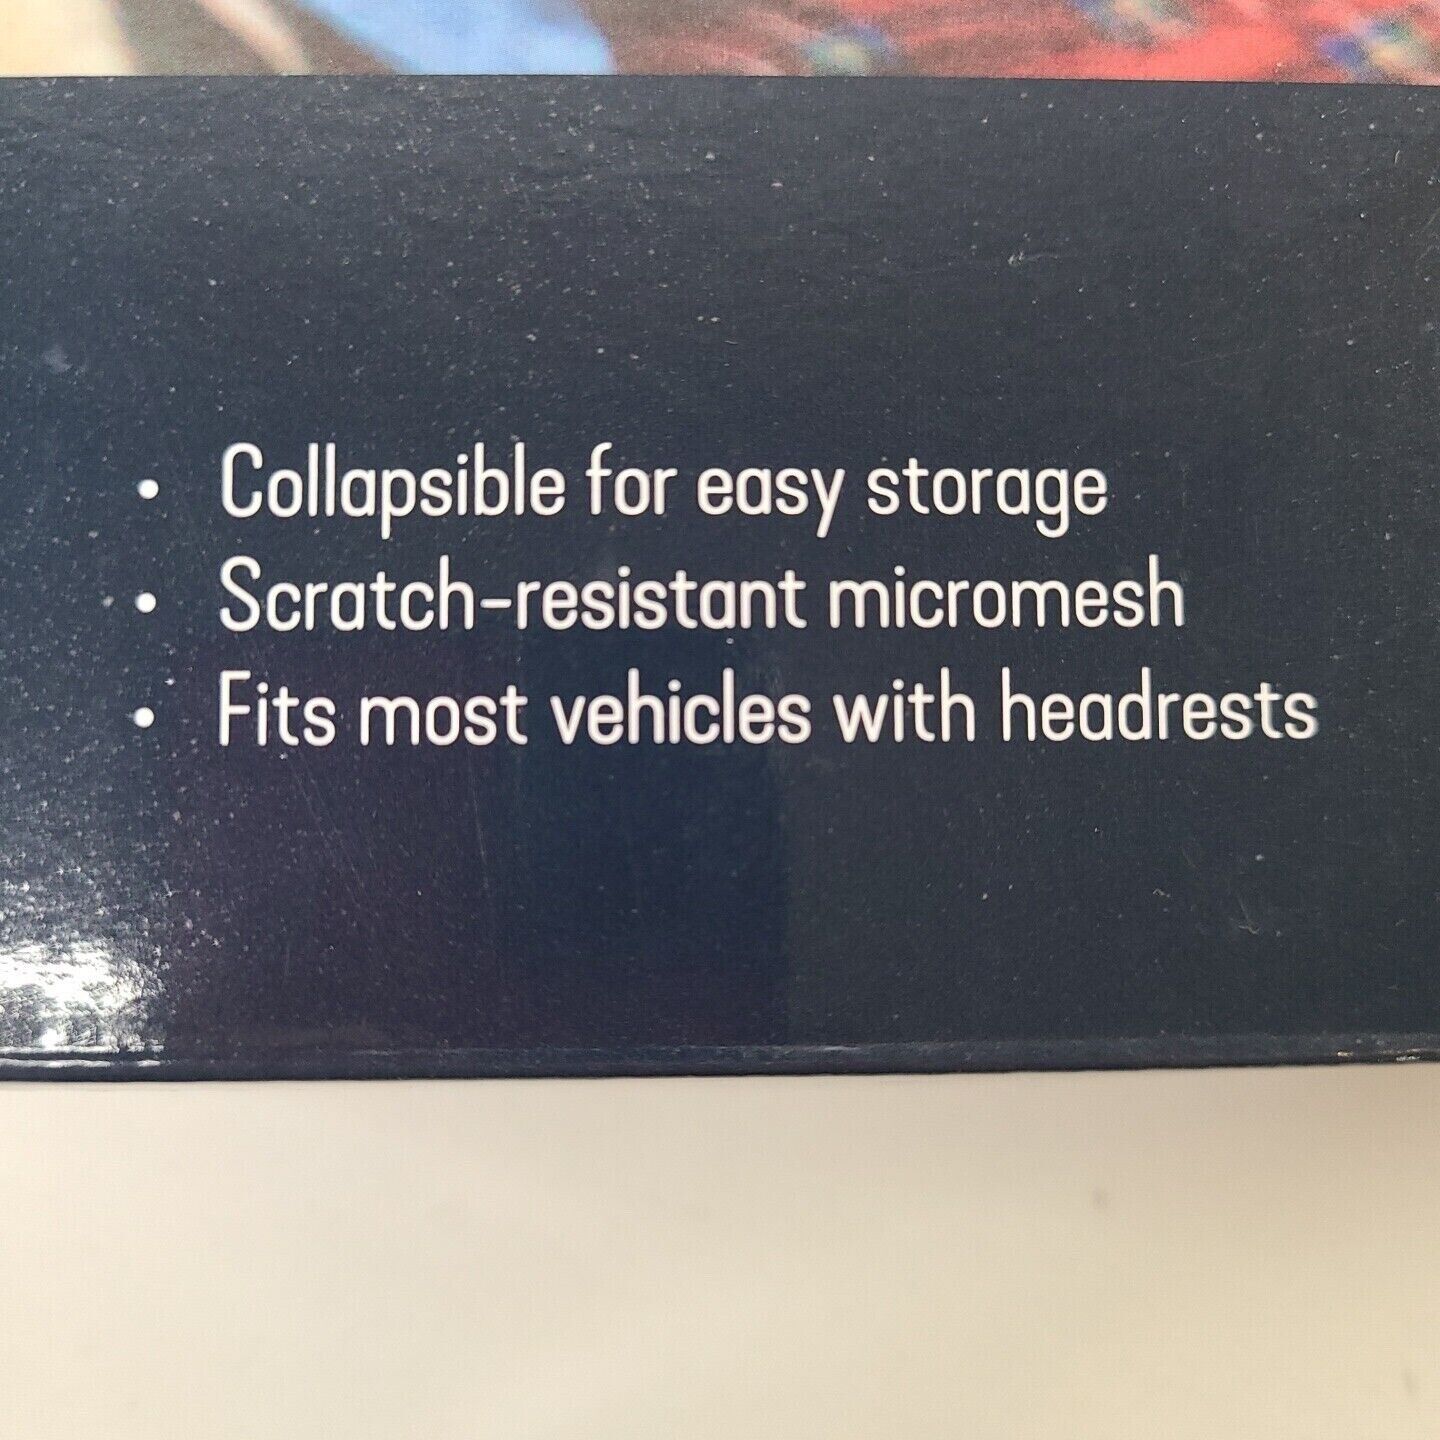 • Collapsible for easy storage
• Scratch-resistant micromesh
• Fits most vehicles with headrests